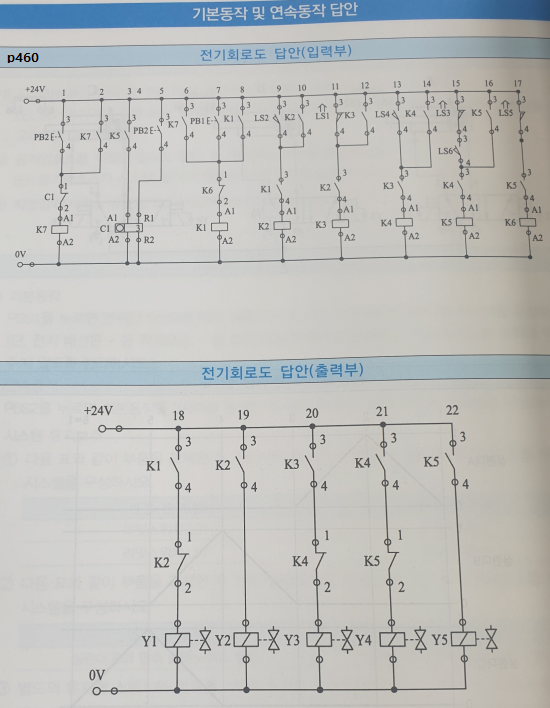 기본동작 및 연속동작 답안
p460
전기회로도 답안(입력부)
+24V 1 2 3 4 5 6 7 8 9 10 11 12 13 14 15 16 17
3 3 3 3 3 3 3 3 3 3 3 3 3 3 3 3
PB2 K7 K5 PB2 K7 PB1 K1 LS2 K2 LS1 K3 LS4 K4 LS3 K5 LS5
4 4 4 4 4 4 4 4 4 4 4 4 4 4 4 4
LS6
4
1 1 3 3 3 3 3
C1 K6 K1 K2 K3 K4 K5
2 2 4 4 4 4 4
A1 A1 R1 A1 A1 A1 A1 A1 A1
K7 C1 3 K1 K2 K3 K4 K5 K6
A2 A2 R2 A2 A2 A2 A2 A2 A2
0V
전기회로도 답안(출력부)
+24V 18 19 20 21 22
3 3 3 3 3
K1 K2 K3 K4 K5
4 4 4 4 4
1 1 1
K2 K4 K5
2 2 2
Y1 Y2 Y3 Y4 Y5
0V